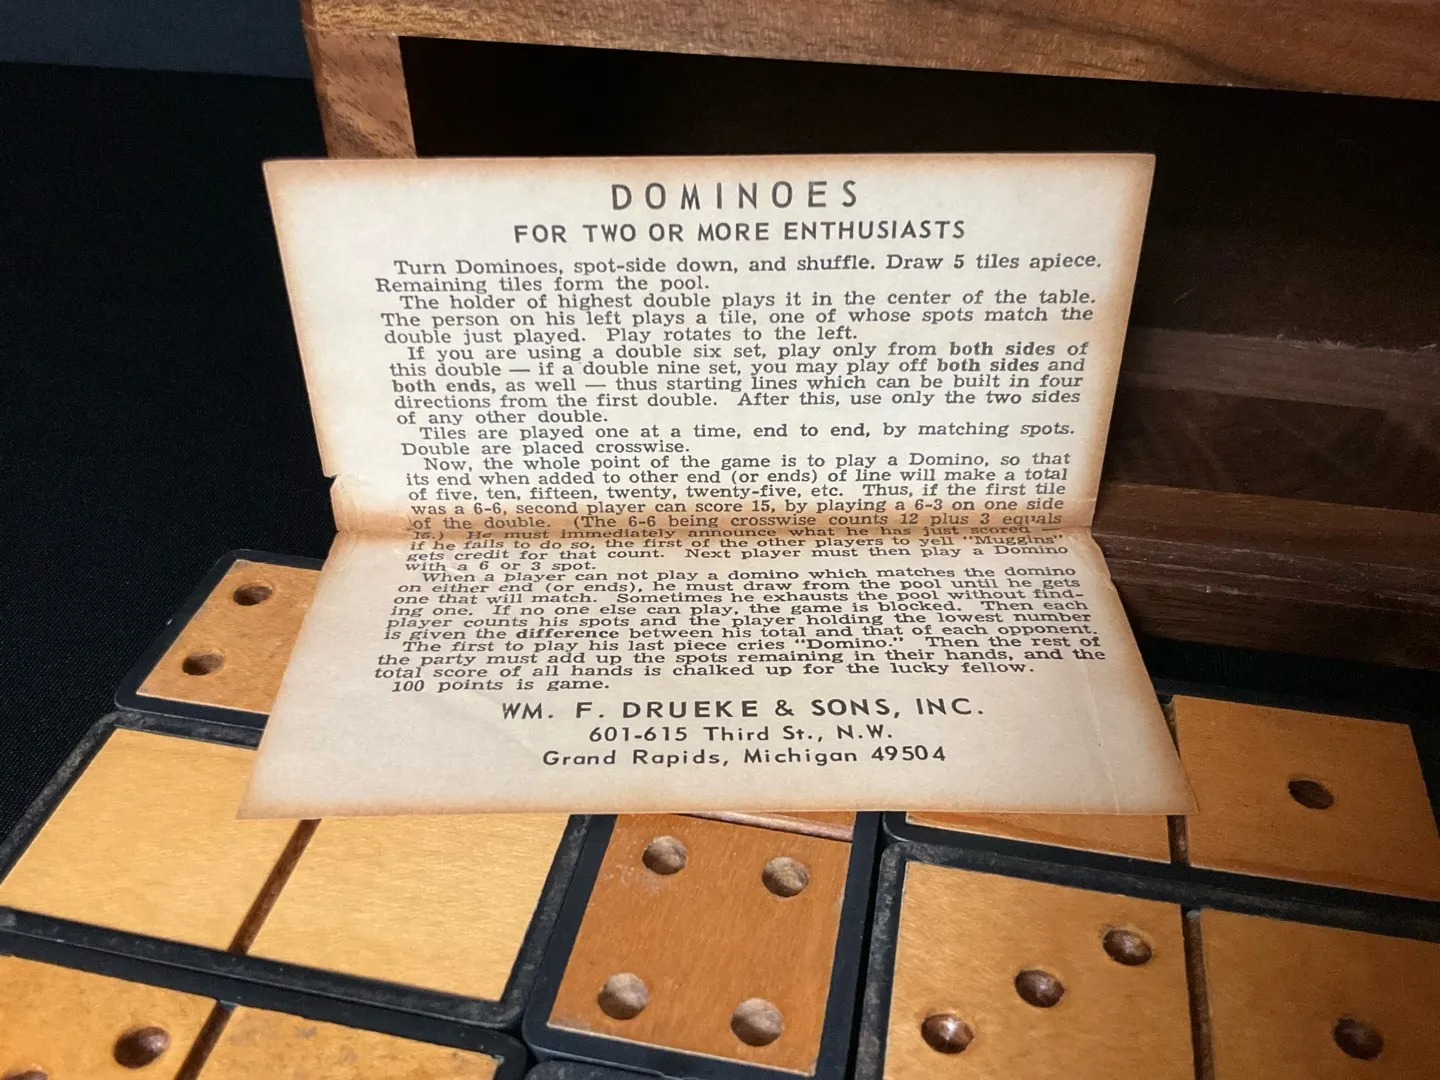 DOMINOES
FOR TWO OR MORE ENTHUSIASTS
Turn Dominoes, spot-side down, and shuffle. Draw 5 tiles apiece.
Remaining tiles form the pool.
The holder of highest double plays it in the center of the table.
The person on his left plays a tile, one of whose spots match the
double just played. Play rotates to the left.
If you are using a double six set, play only from both sides of
this double — if a double nine set, you may play off both sides and
both ends, as well — thus starting lines which can be built in four
directions from the first double. After this, use only the two sides
of any other double.
Tiles are played one at a time, end to end, by matching spots.
Double are placed crosswise.
Now, the whole point of the game is to play a Domino, so that
its end when added to other end (or ends) of line will make a total
of five, ten, fifteen, twenty, twenty-five, etc. Thus, if the first tile
was a 6-6, second player can score 15, by playing a 6-3 on one side
of the double. (The 6-6 being crosswise counts 12 plus 3 equals
15.) He must immediately announce what he has just scored —
if he fails to do so, the first of the other players to yell "Muggins"
gets credit for that count. Next player must then play a Domino
with a 6 or 3 spot.
When a player can not play a domino which matches the domino
on either end (or ends), he must draw from the pool until he gets
one that will match. Sometimes he exhausts the pool without find-
ing one. If no one else can play, the game is blocked. Then each
player counts his spots and the player holding the lowest number
is given the difference between his total and that of each opponent.
The first to play his last piece cries "Domino." Then the rest of
the party must add up the spots remaining in their hands, and the
total score of all hands is chalked up for the lucky fellow.
100 points is game.
WM. F. DRUEKE & SONS, INC.
601-615 Third St., N.W.
Grand Rapids, Michigan 49504